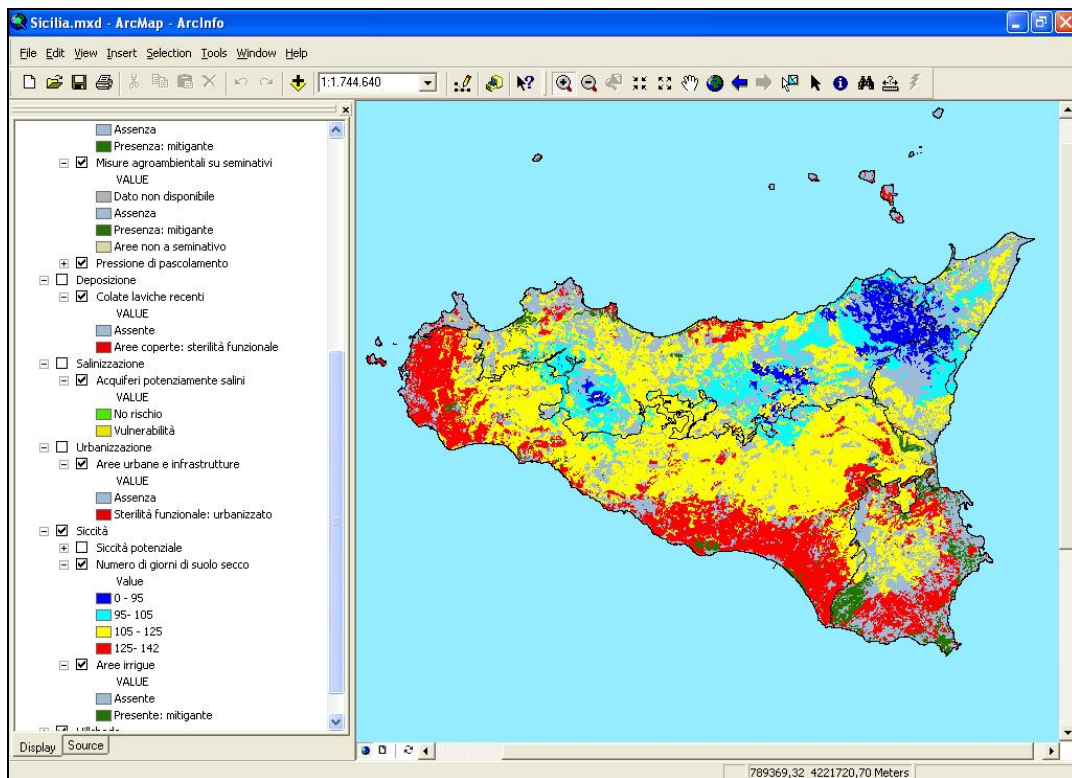 Sicilia.mxd - ArcMap - ArcInfo
File Edit View Insert Selection Tools Window Help
1:1.744.640
Assenza
Presenza: mitigante
Misure agroambientali su seminativi
VALUE
Dato non disponibile
Assenza
Presenza: mitigante
Aree non a seminativo
Pressione di pascolamento
Deposizione
Colate laviche recenti
VALUE
Assente
Aree coperte: sterilità funzionale
Salinizzazione
Acquiferi potenziamente salini
VALUE
No rischio
Vulnerabilità
Urbanizzazione
Aree urbane e infrastrutture
VALUE
Assenza
Sterilità funzionale: urbanizzato
Siccità
Siccità potenziale
Numero di giorni di suolo secco
Value
0 - 95
95- 105
105 - 125
125- 142
Aree irrigue
VALUE
Assente
Presente: mitigante
Display Source
789369,32 4221720,70 Meters